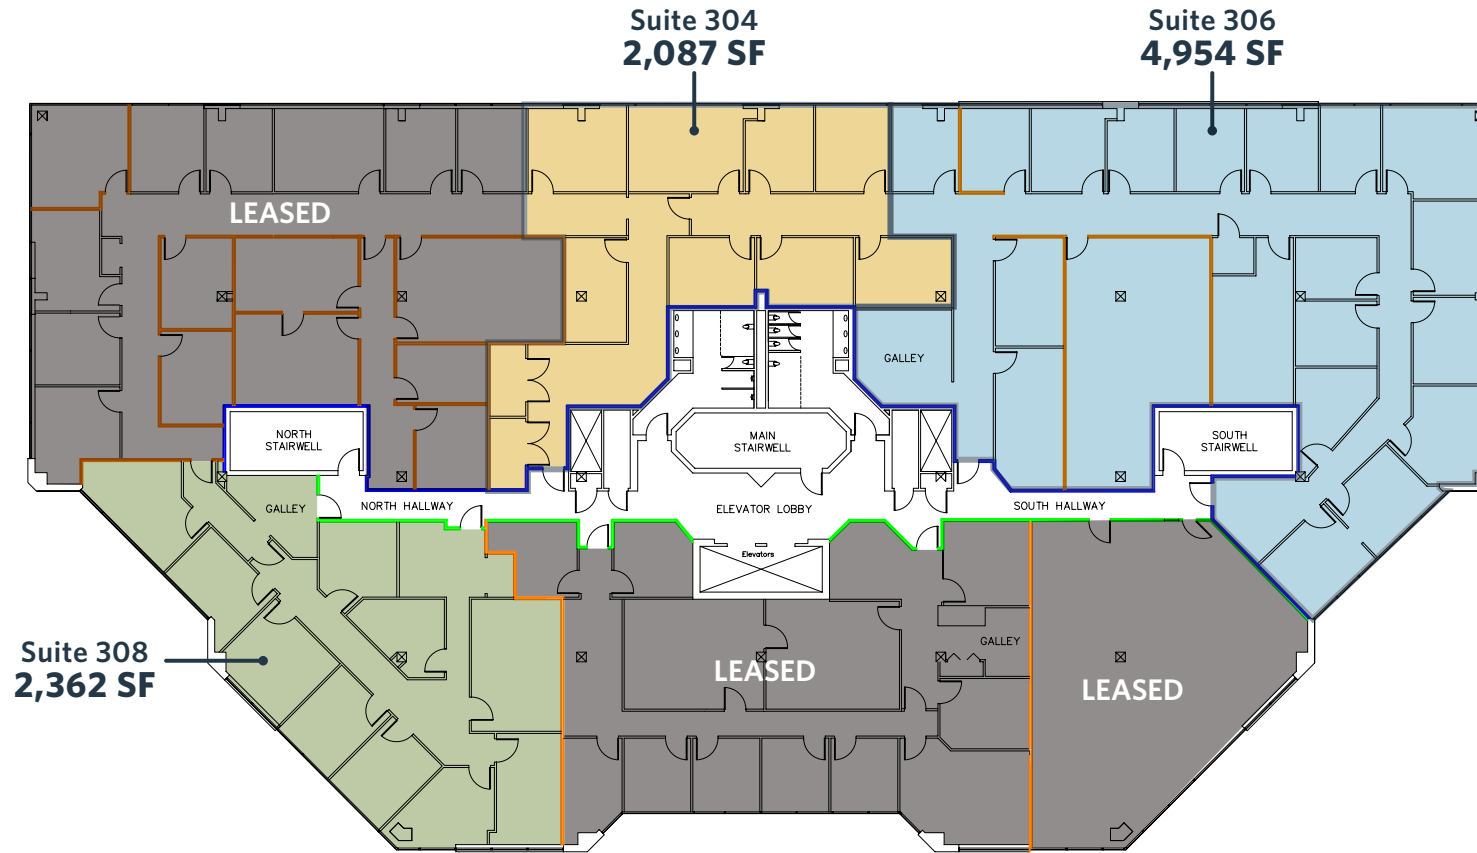 Suite 304
2,087 SF
Suite 306
4,954 SF
LEASED
GALLEY
NORTH
STAIRWELL
MAIN
STAIRWELL
SOUTH
STAIRWELL
GALLEY
NORTH HALLWAY
ELEVATOR LOBBY
SOUTH HALLWAY
Elevators
Suite 308
2,362 SF
GALLEY
LEASED
LEASED